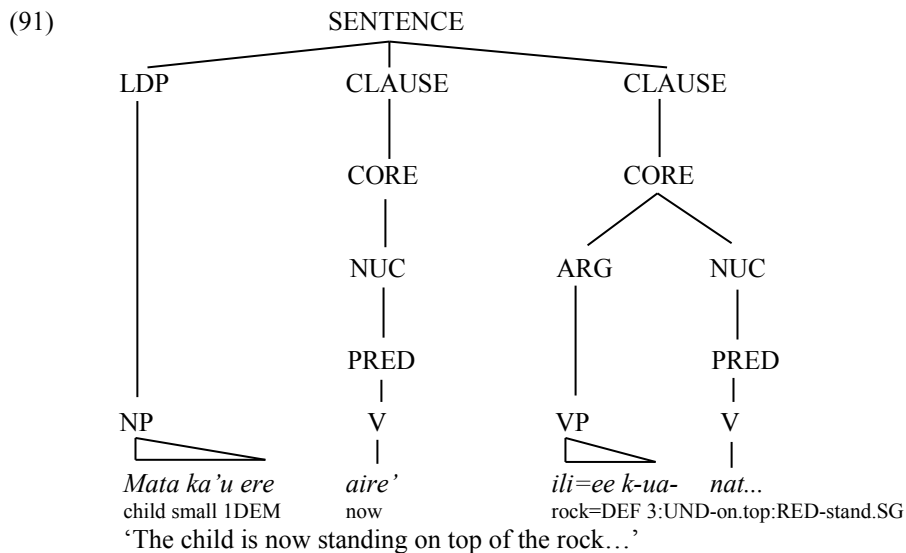 (91) SENTENCE
LDP CLAUSE CLAUSE
CORE CORE
NUC ARG NUC
PRED PRED
NP V VP V
Mata ka’u ere aire’ ili=ee k-ua- nat...
child small 1DEM now rock=DEF 3:UND-on.top:RED-stand.SG
‘The child is now standing on top of the rock…’